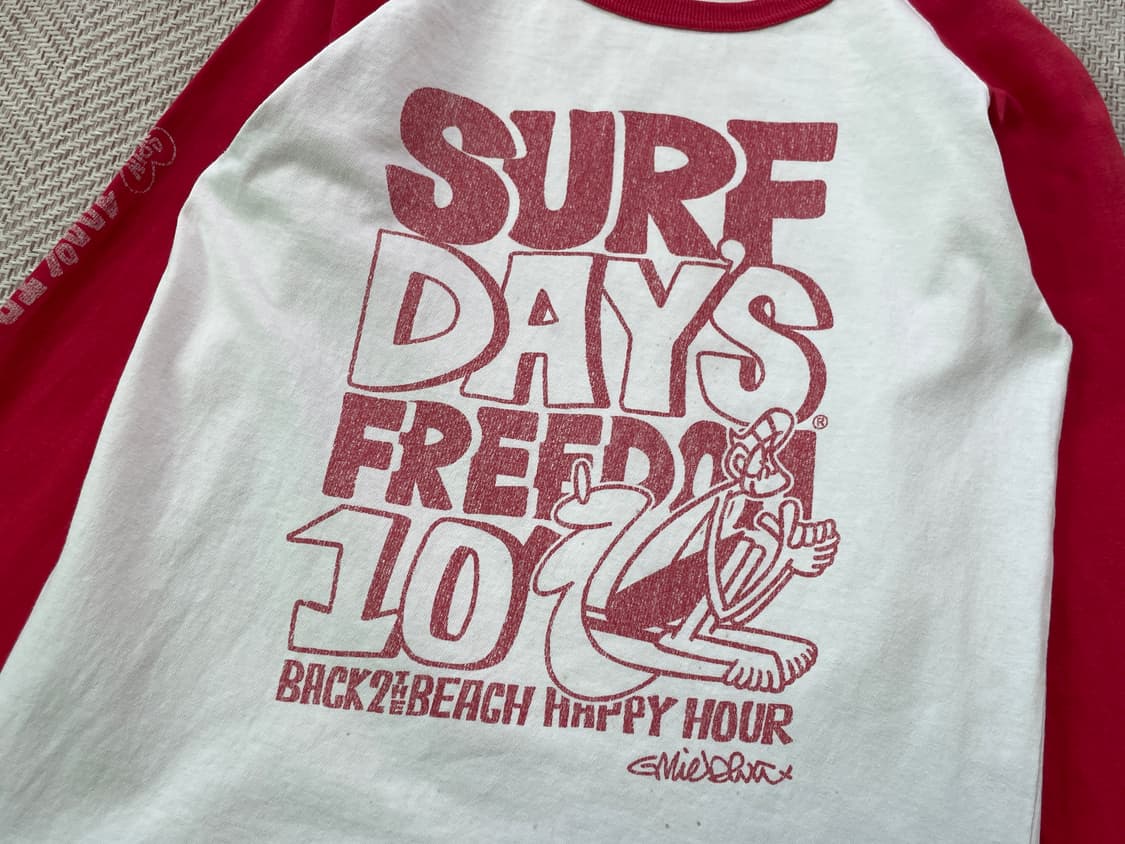 SURF
DAY'S
FREEDOM ®
10
BACK2THEBEACH HAPPY HOUR